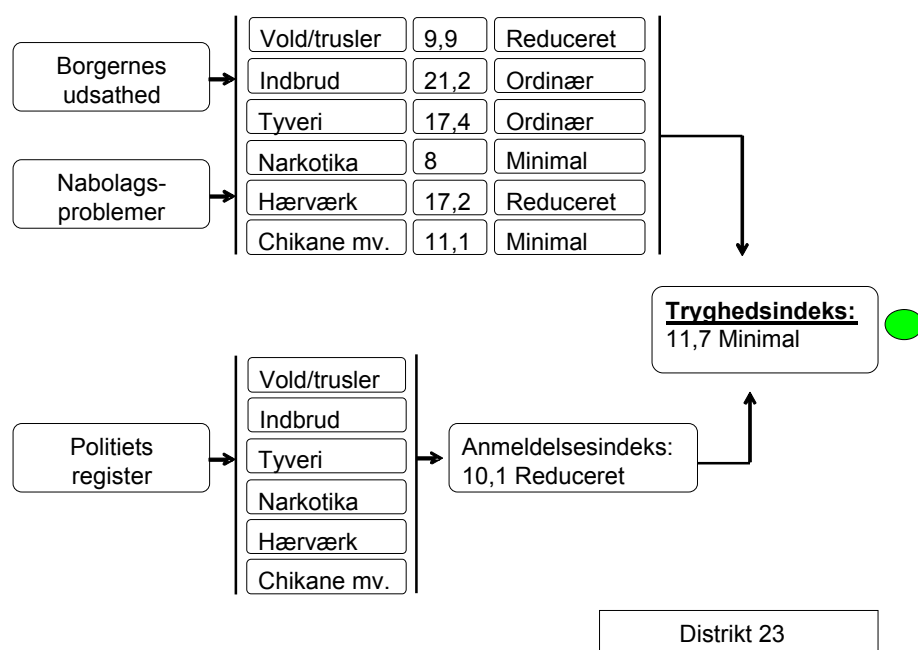 Borgernes
udsathed
Nabolags-
problemer
Vold/trusler 9,9 Reduceret
Indbrud 21,2 Ordinær
Tyveri 17,4 Ordinær
Narkotika 8 Minimal
Hærværk 17,2 Reduceret
Chikane mv. 11,1 Minimal
Tryghedsindeks:
11,7 Minimal
Politiets
register
Vold/trusler
Indbrud
Tyveri
Narkotika
Hærværk
Chikane mv.
Anmeldelsesindeks:
10,1 Reduceret
Distrikt 23